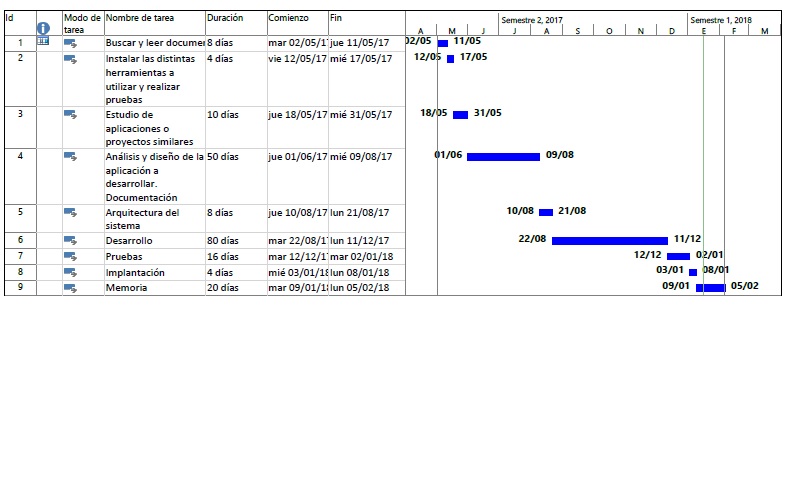 Id Modo de tarea Nombre de tarea Duración Comienzo Fin
Semestre 2, 2017 Semestre 1, 2018
A M J J A S O N D E F M
1 Buscar y leer documen 8 días mar 02/05/1 jue 11/05/17 02/05 11/05
2 Instalar las distintas 4 días vie 12/05/17 mié 17/05/17 12/05 17/05
herramientas a
utilizar y realizar
pruebas
3 Estudio de 10 días jue 18/05/17 mié 31/05/17 18/05 31/05
aplicaciones o
proyectos similares
4 Análisis y diseño de la 50 días jue 01/06/17 mié 09/08/17 01/06 09/08
aplicación a
desarrollar.
Documentación
5 Arquitectura del 8 días jue 10/08/17 lun 21/08/17 10/08 21/08
sistema
6 Desarrollo 80 días mar 22/08/1 lun 11/12/17 22/08 11/12
7 Pruebas 16 días mar 12/12/1 mar 02/01/18 12/12 02/01
8 Implantación 4 días mié 03/01/18 lun 08/01/18 03/01 08/01
9 Memoria 20 días mar 09/01/1 lun 05/02/18 09/01 05/02